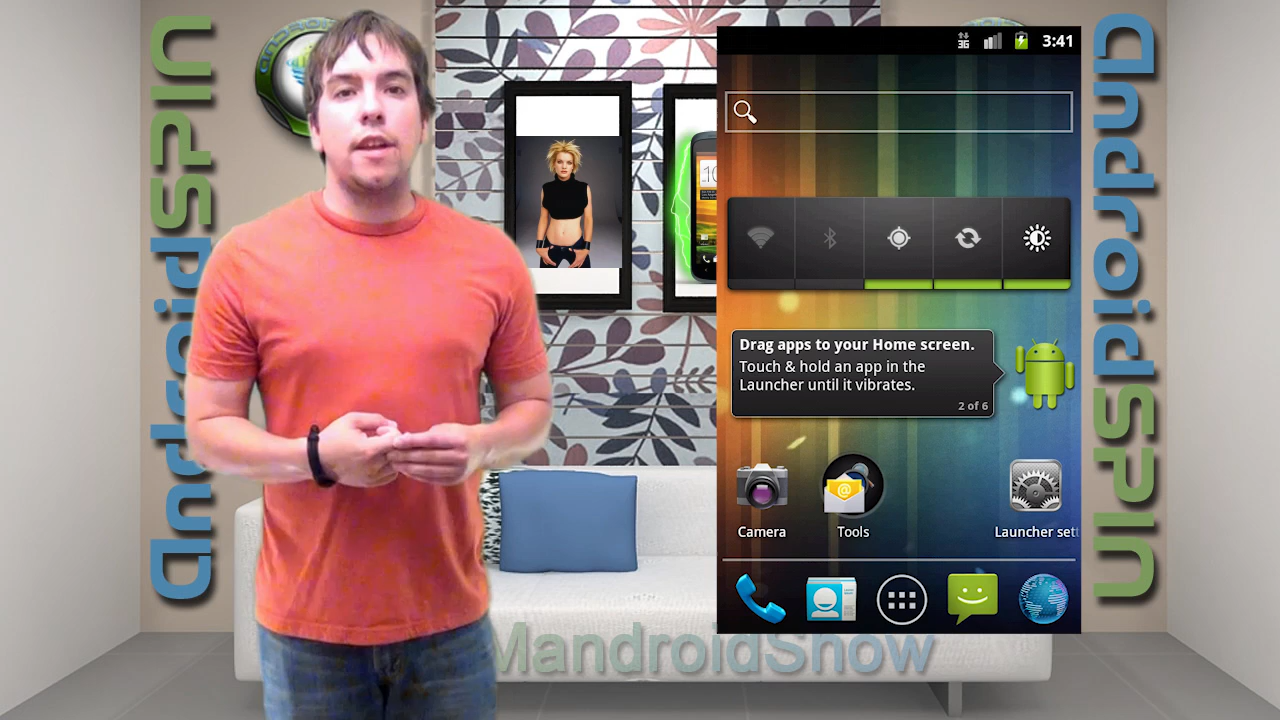 androidSPIN
3G
3:41
Drag apps to your Home screen.
Touch & hold an app in the
Launcher until it vibrates.
2 of 6
Camera
Tools
Launcher sett
androidSPIN
MandroidShow